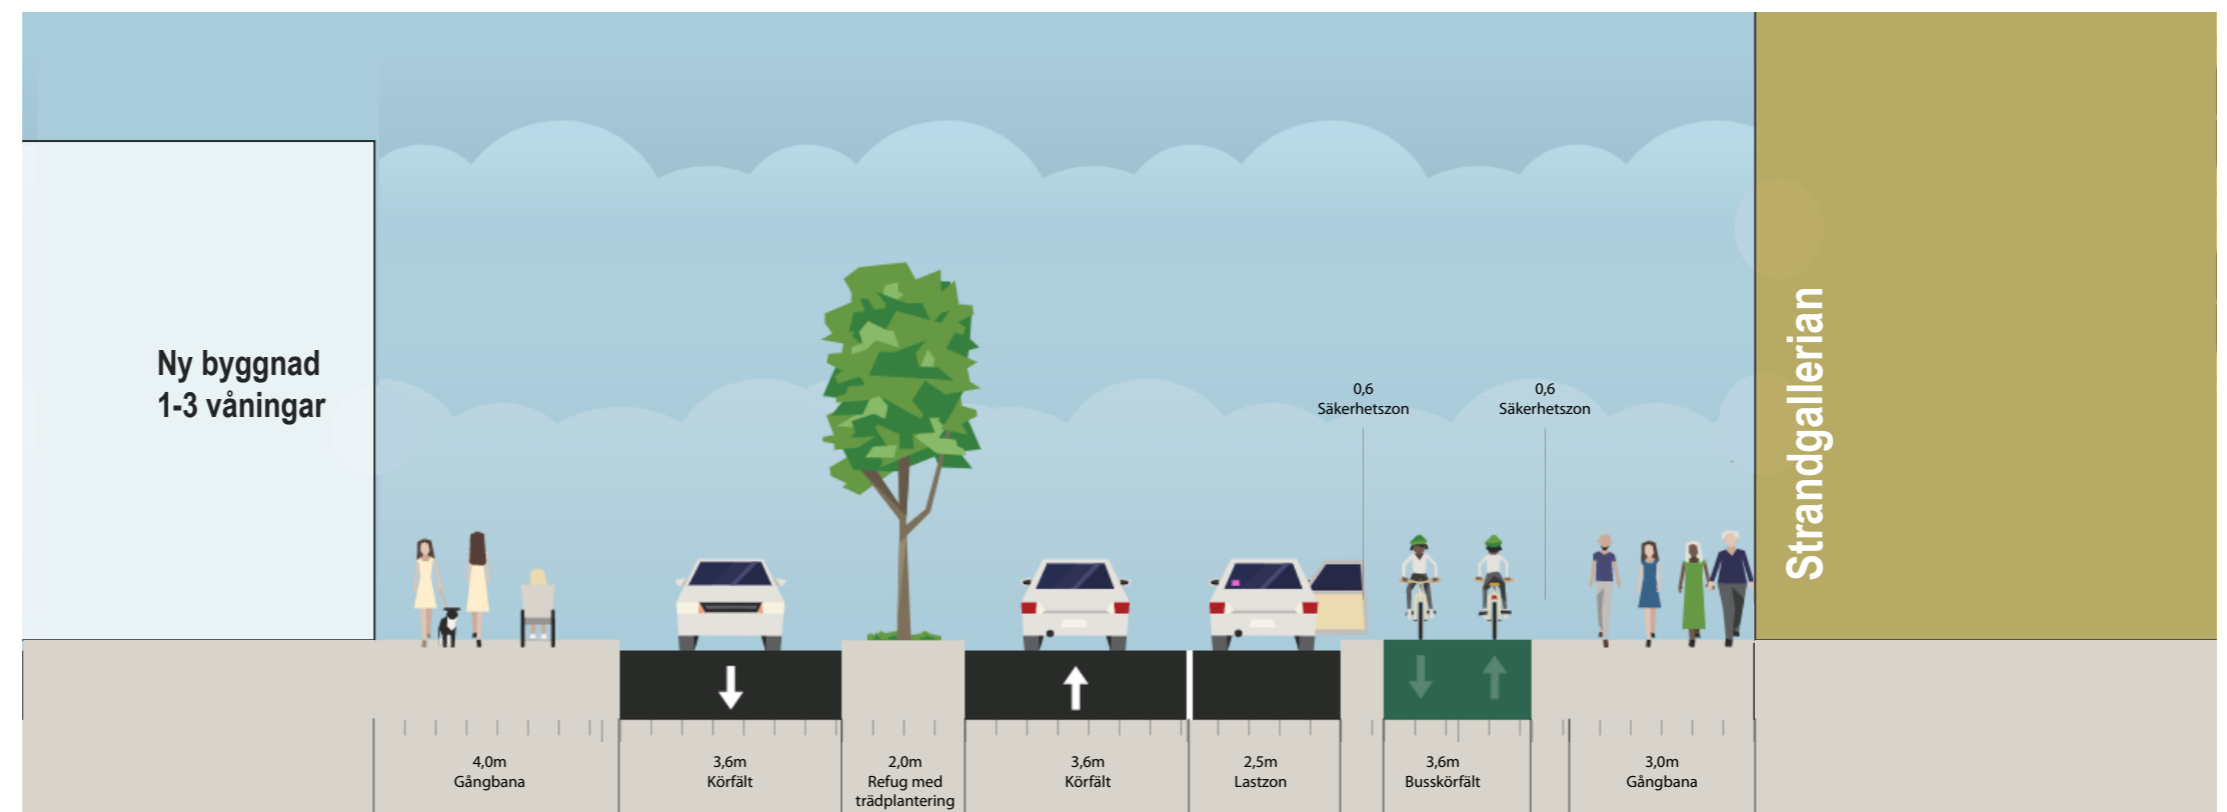 Ny byggnad
1-3 våningar
0,6
Säkerhetszon
0,6
Säkerhetszon
Strandgallerian
4,0m
Gångbana
3,6m
Körfält
2,0m
Refug med
trädplantering
3,6m
Körfält
2,5m
Lastzon
3,6m
Busskörfält
3,0m
Gångbana